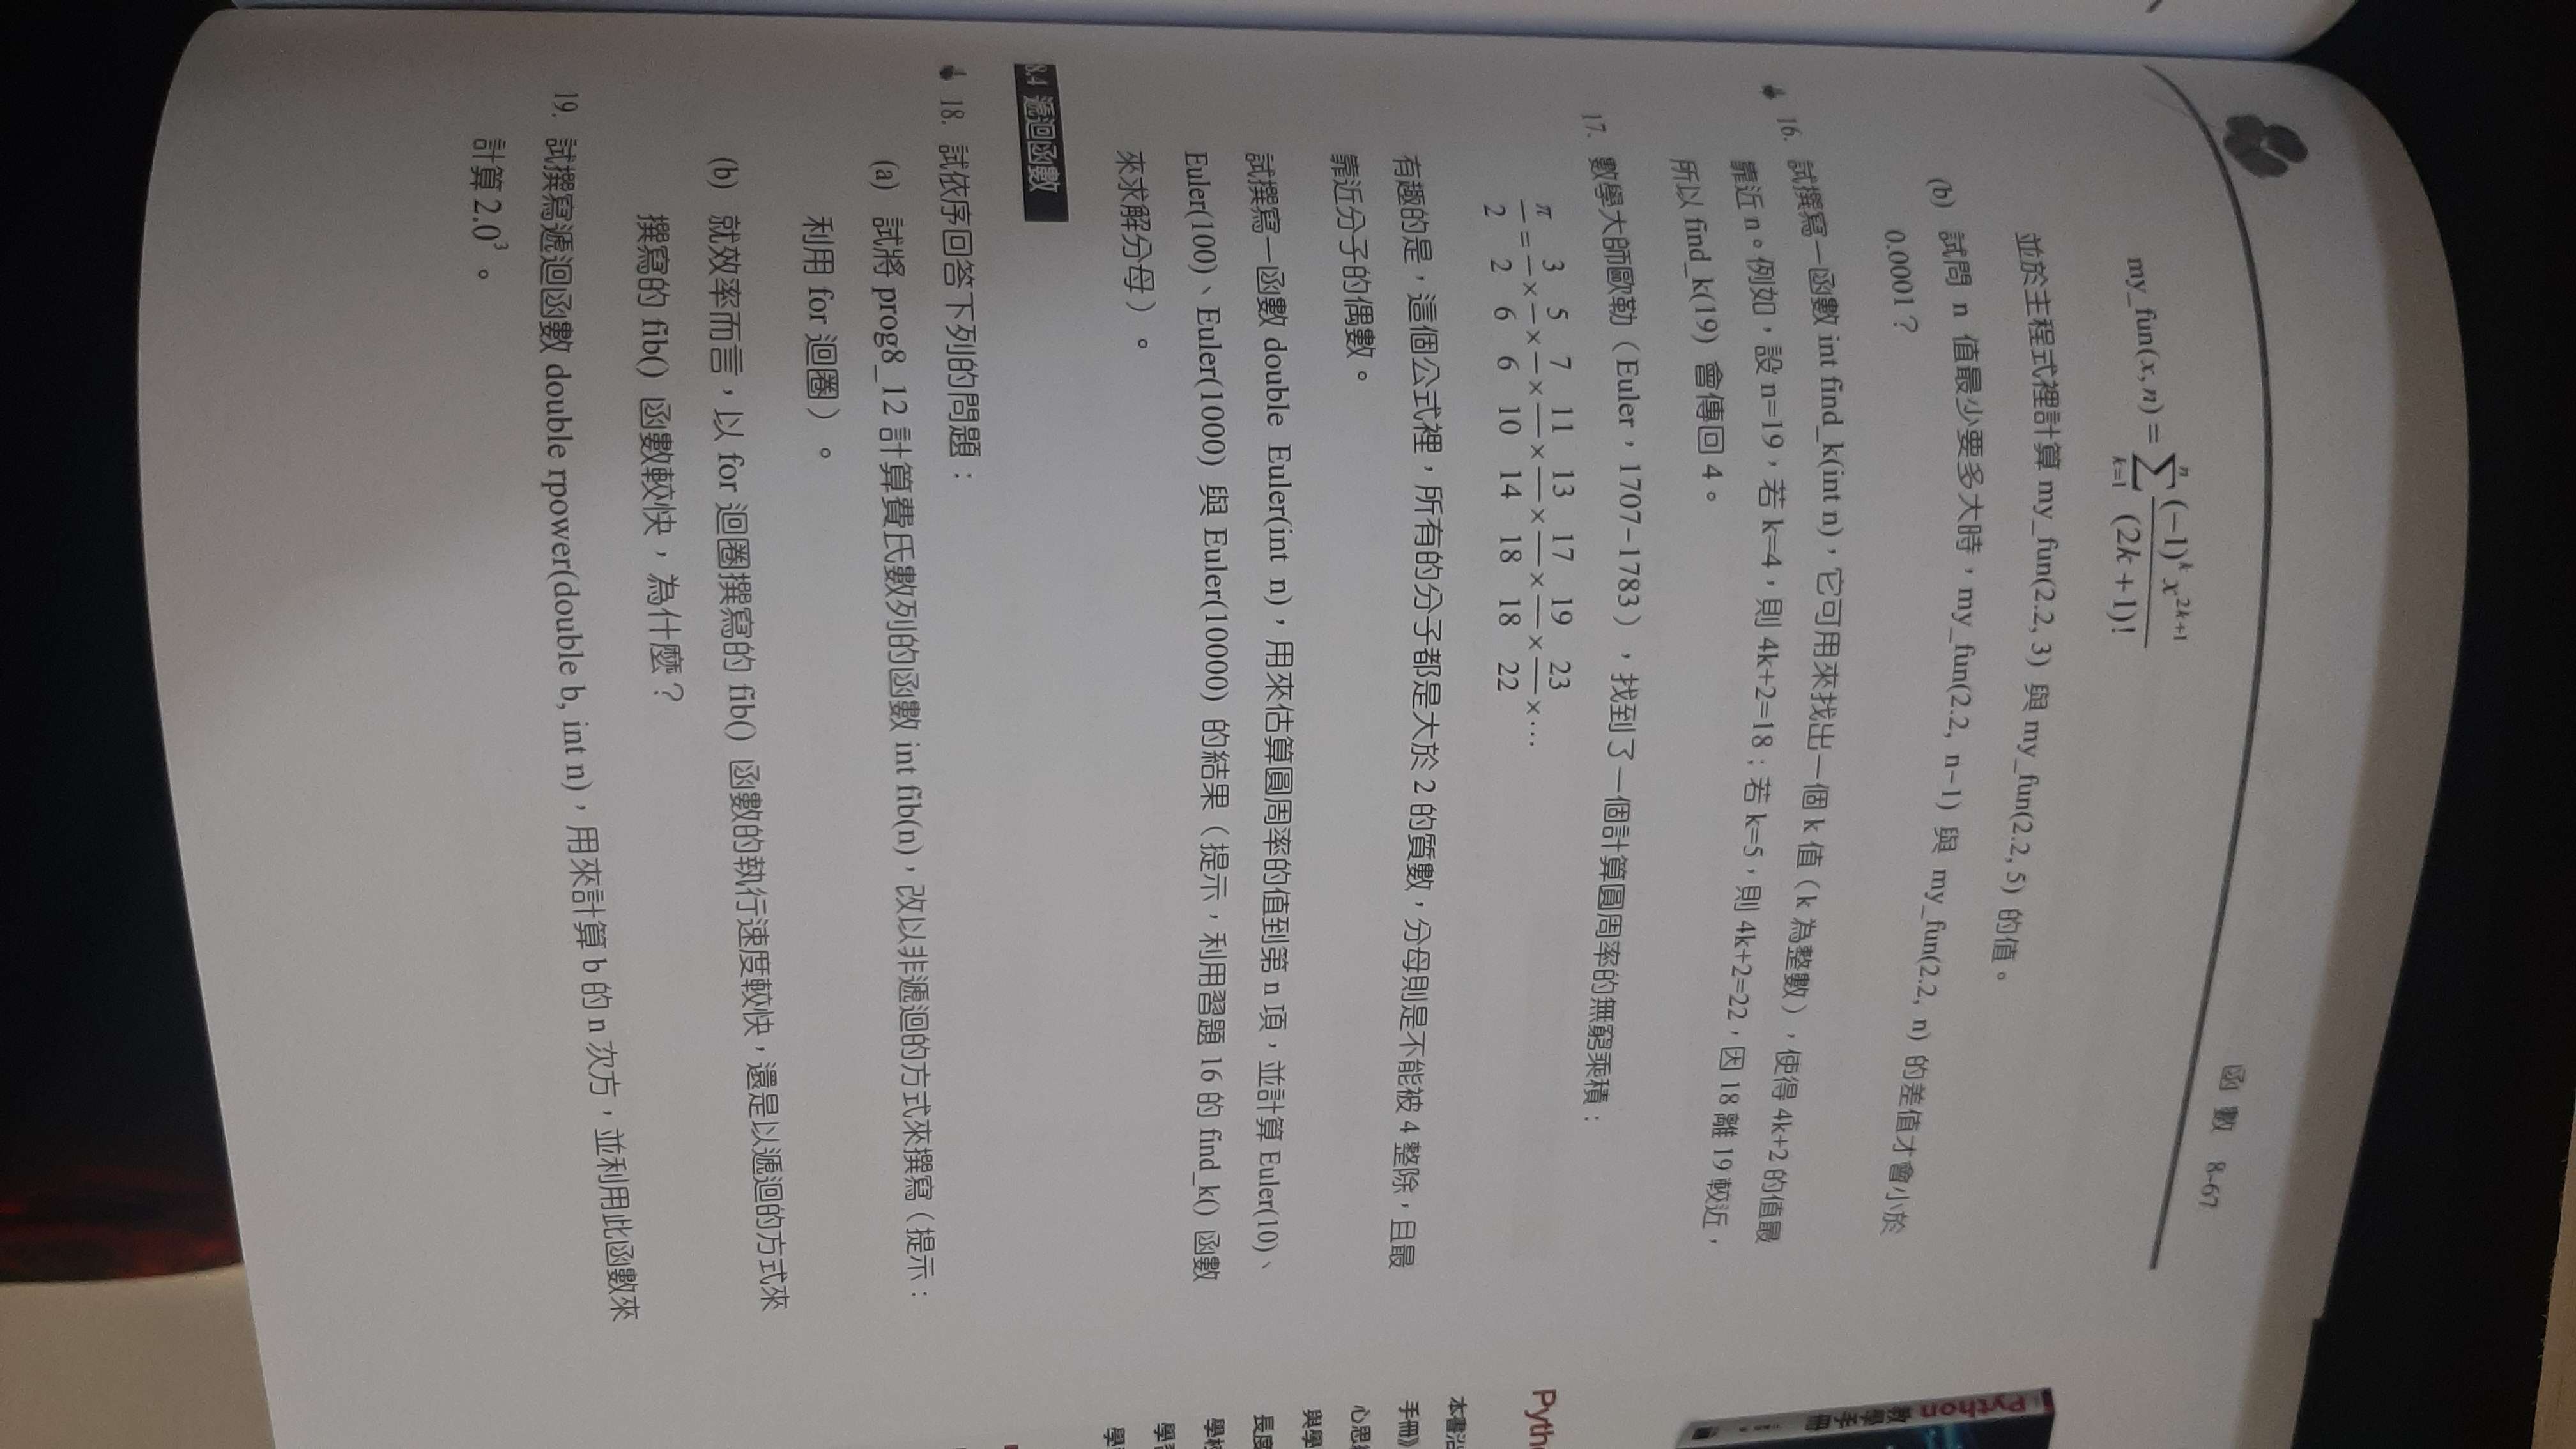 函數 8-67
my_fun(x, n) = \sum_{k=1}^{n} \frac{(-1)^k x^{2k+1}}{(2k+1)!}
並於主程式裡計算 my_fun(2.2, 3) 與 my_fun(2.2, 5) 的值。
(b) 試問 n 值最少要多大時，my_fun(2.2, n-1) 與 my_fun(2.2, n) 的差值才會小於
0.0001？
16. 試撰寫一函數 int find_k(int n)，它可用來找出一個 k 值（k 為整數），使得 4k+2 的值最
靠近 n。例如，設 n=19，若 k=4，則 4k+2=18；若 k=5，則 4k+2=22，因 18 離 19 較近，
所以 find_k(19) 會傳回 4。
17. 數學大師歐勒（Euler，1707-1783），找到了一個計算圓周率的無窮乘積：
\frac{π}{2} = \frac{3}{2} × \frac{5}{6} × \frac{7}{6} × \frac{11}{10} × \frac{13}{14} × \frac{17}{18} × \frac{19}{18} × \frac{23}{22} × ⋯
有趣的是，這個公式裡，所有的分子都是大於 2 的質數，分母則是不能被 4 整除，且最
靠近分子的偶數。
試撰寫一函數 double Euler(int n)，用來估算圓周率的值到第 n 項，並計算 Euler(10)、
Euler(100)、Euler(1000) 與 Euler(10000) 的結果（提示，利用習題 16 的 find_k() 函數
來求解分母）。
8.4 遞迴函數
18. 試依序回答下列的問題：
(a) 試將 prog8_12 計算費氏數列的函數 int fib(n)，改以非遞迴的方式來撰寫（提示：
利用 for 迴圈）。
(b) 就效率而言，以 for 迴圈撰寫的 fib() 函數的執行速度較快，還是以遞迴的方式來
撰寫的 fib() 函數較快，為什麼？
19. 試撰寫遞迴函數 double rpower(double b, int n)，用來計算 b 的 n 次方，並利用此函數來
計算 2.0³。
Python 教學手冊
Pyth
本書沿
手冊》
心思
與學
長度
學校
學習
學